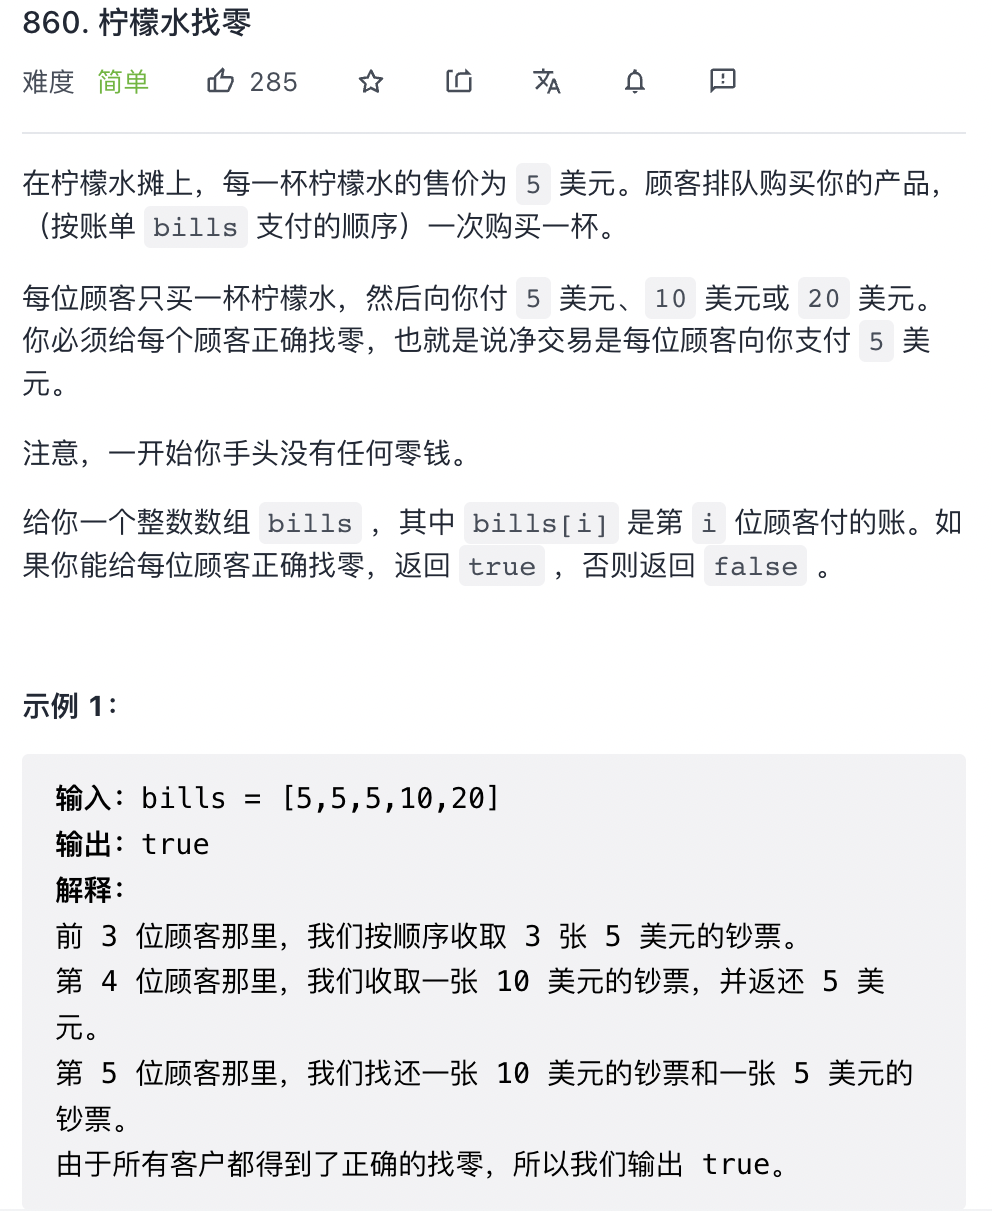 860. 柠檬水找零
难度 简单 285
在柠檬水摊上，每一杯柠檬水的售价为 5 美元。顾客排队购买你的产品，
（按账单 bills 支付的顺序）一次购买一杯。
每位顾客只买一杯柠檬水，然后向你付 5 美元、10 美元或 20 美元。
你必须给每个顾客正确找零，也就是说净交易是每位顾客向你支付 5 美
元。
注意，一开始你手头没有任何零钱。
给你一个整数数组 bills ，其中 bills[i] 是第 i 位顾客付的账。如
果你能给每位顾客正确找零，返回 true ，否则返回 false 。
示例 1：
输入：bills = [5,5,5,10,20]
输出：true
解释：
前 3 位顾客那里，我们按顺序收取 3 张 5 美元的钞票。
第 4 位顾客那里，我们收取一张 10 美元的钞票，并返还 5 美
元。
第 5 位顾客那里，我们找还一张 10 美元的钞票和一张 5 美元的
钞票。
由于所有客户都得到了正确的找零，所以我们输出 true。